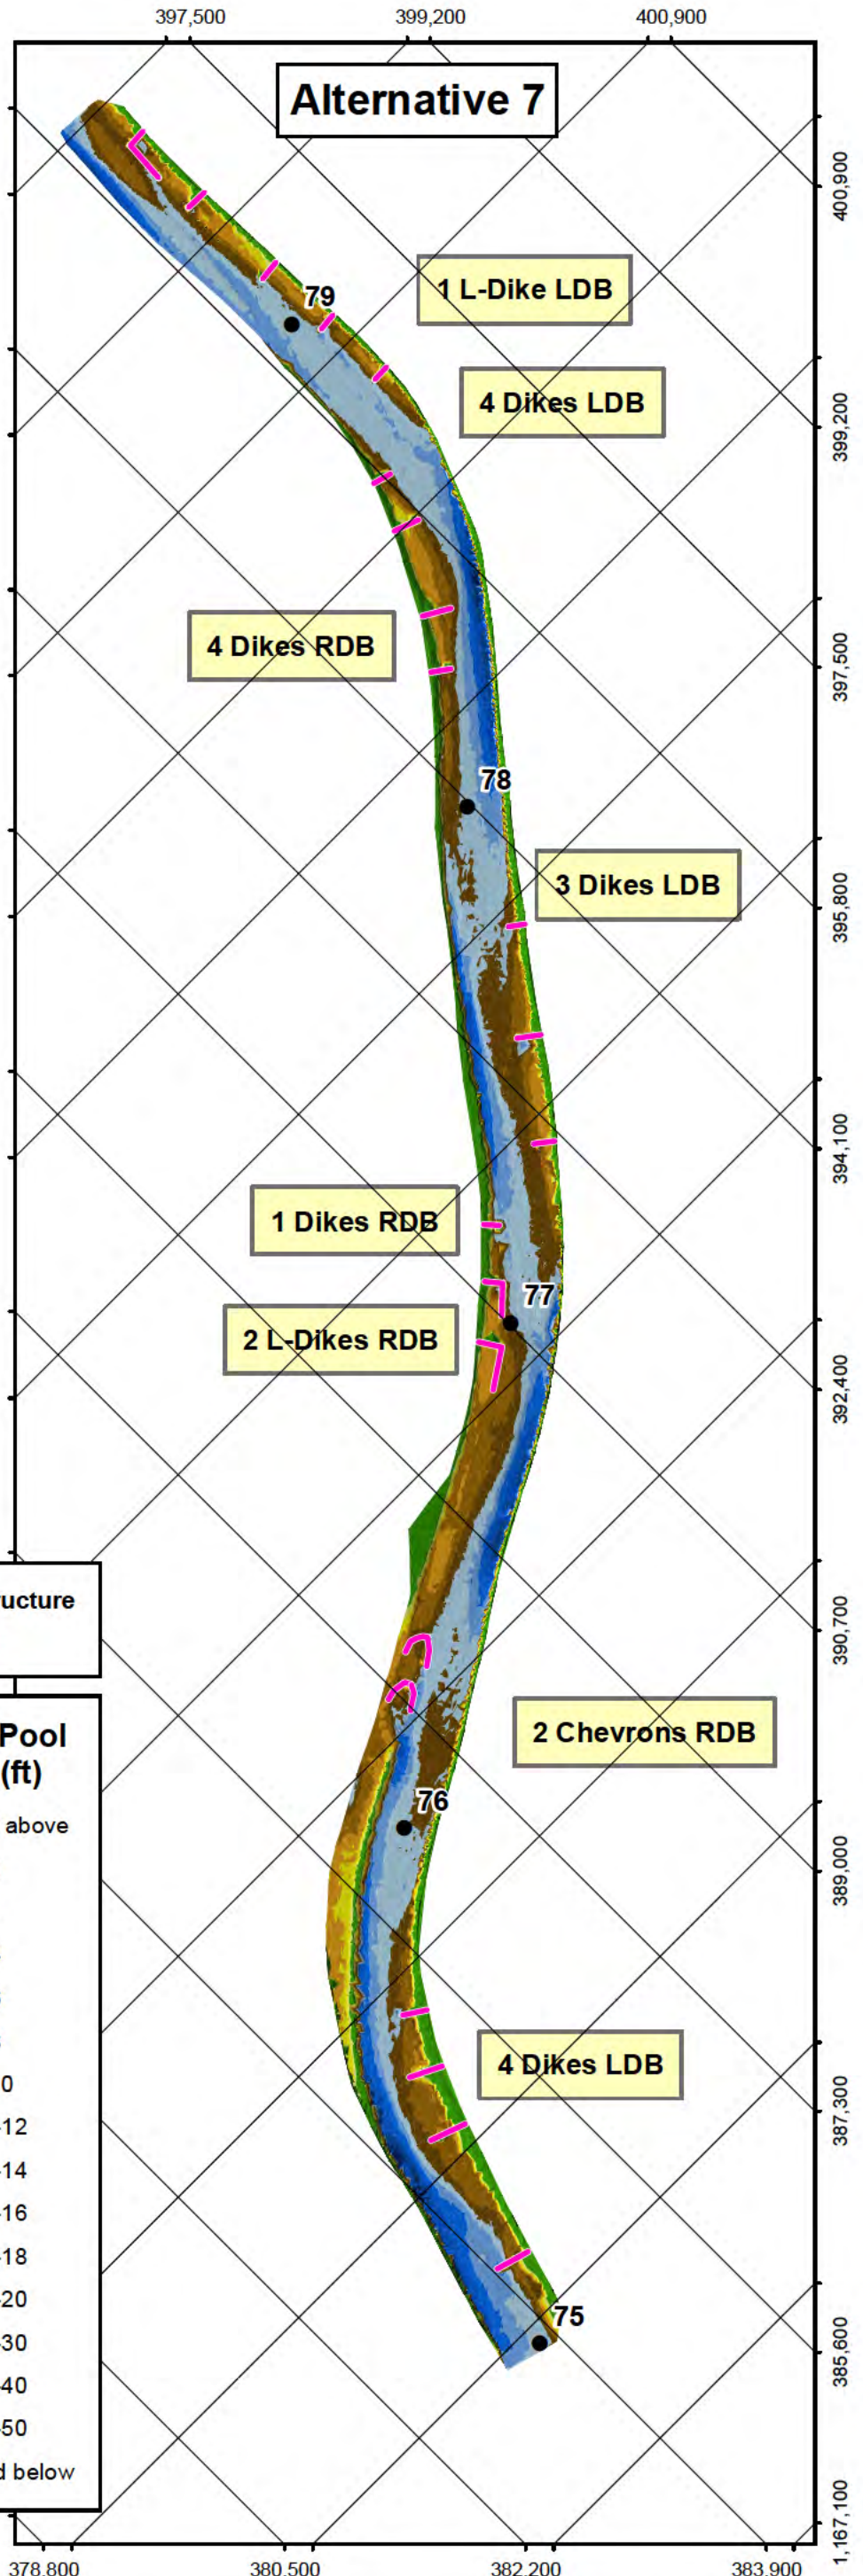 397,500
399,200
400,900
Alternative 7
400,900
1 L-Dike LDB
79
4 Dikes LDB
399,200
4 Dikes RDB
397,500
78
3 Dikes LDB
395,800
394,100
1 Dikes RDB
77
2 L-Dikes RDB
392,400
ucture
390,700
Pool
(ft)
2 Chevrons RDB
above
76
389,000
0
12
14
16
18
20
30
40
50
d below
4 Dikes LDB
387,300
75
385,600
1,167,100
378,800
380,500
382,200
383,900